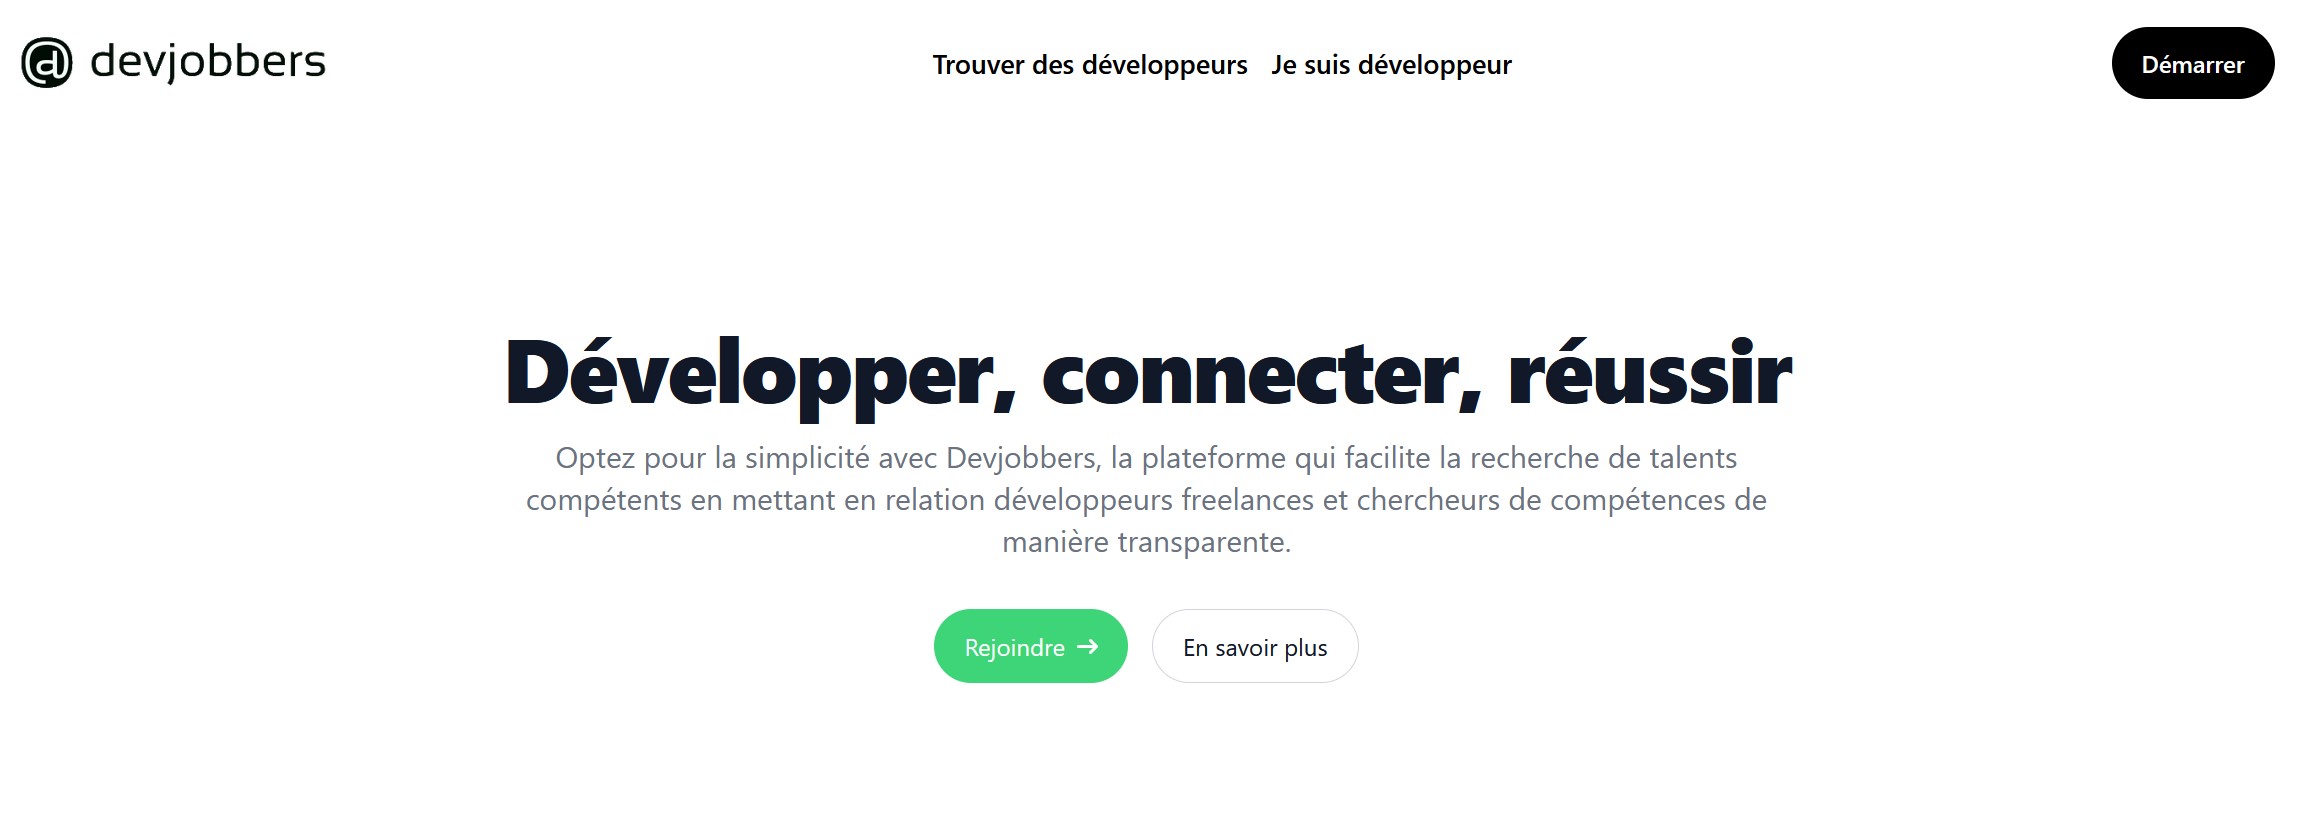 devjobbers
Trouver des développeurs
Je suis développeur
Démarrer
Développer, connecter, réussir
Optez pour la simplicité avec Devjobbers, la plateforme qui facilite la recherche de talents
compétents en mettant en relation développeurs freelances et chercheurs de compétences de
manière transparente.
Rejoindre →
En savoir plus